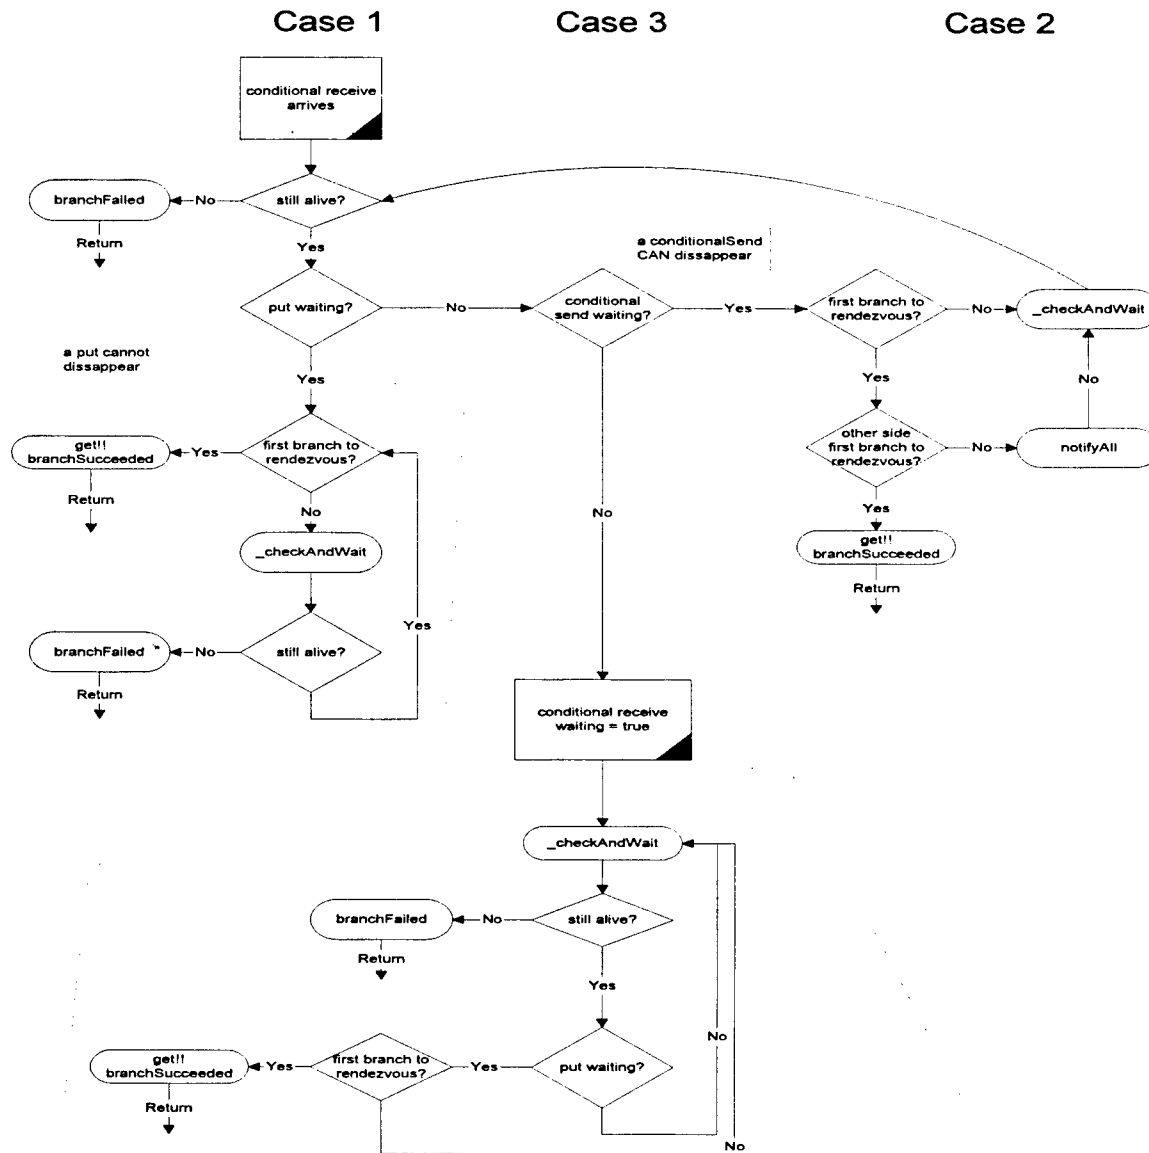 Case 1
Case 3
Case 2
conditional receive
arrives
still alive?
No
branchFailed
Return
Yes
a conditionalSend
CAN dissappear
put waiting?
No
conditional
send waiting?
Yes
first branch to
rendezvous?
No
_checkAndWait
a put cannot
dissappear
Yes
Yes
No
first branch to
rendezvous?
Yes
get!!
branchSucceeded
Return
other side
first branch to
rendezvous?
No
notifyAll
No
No
Yes
_checkAndWait
get!!
branchSucceeded
Return
Yes
still alive?
No
branchFailed
Return
conditional receive
waiting = true
_checkAndWait
still alive?
No
branchFailed
Return
Yes
No
put waiting?
Yes
first branch to
rendezvous?
Yes
get!!
branchSucceeded
Return
No